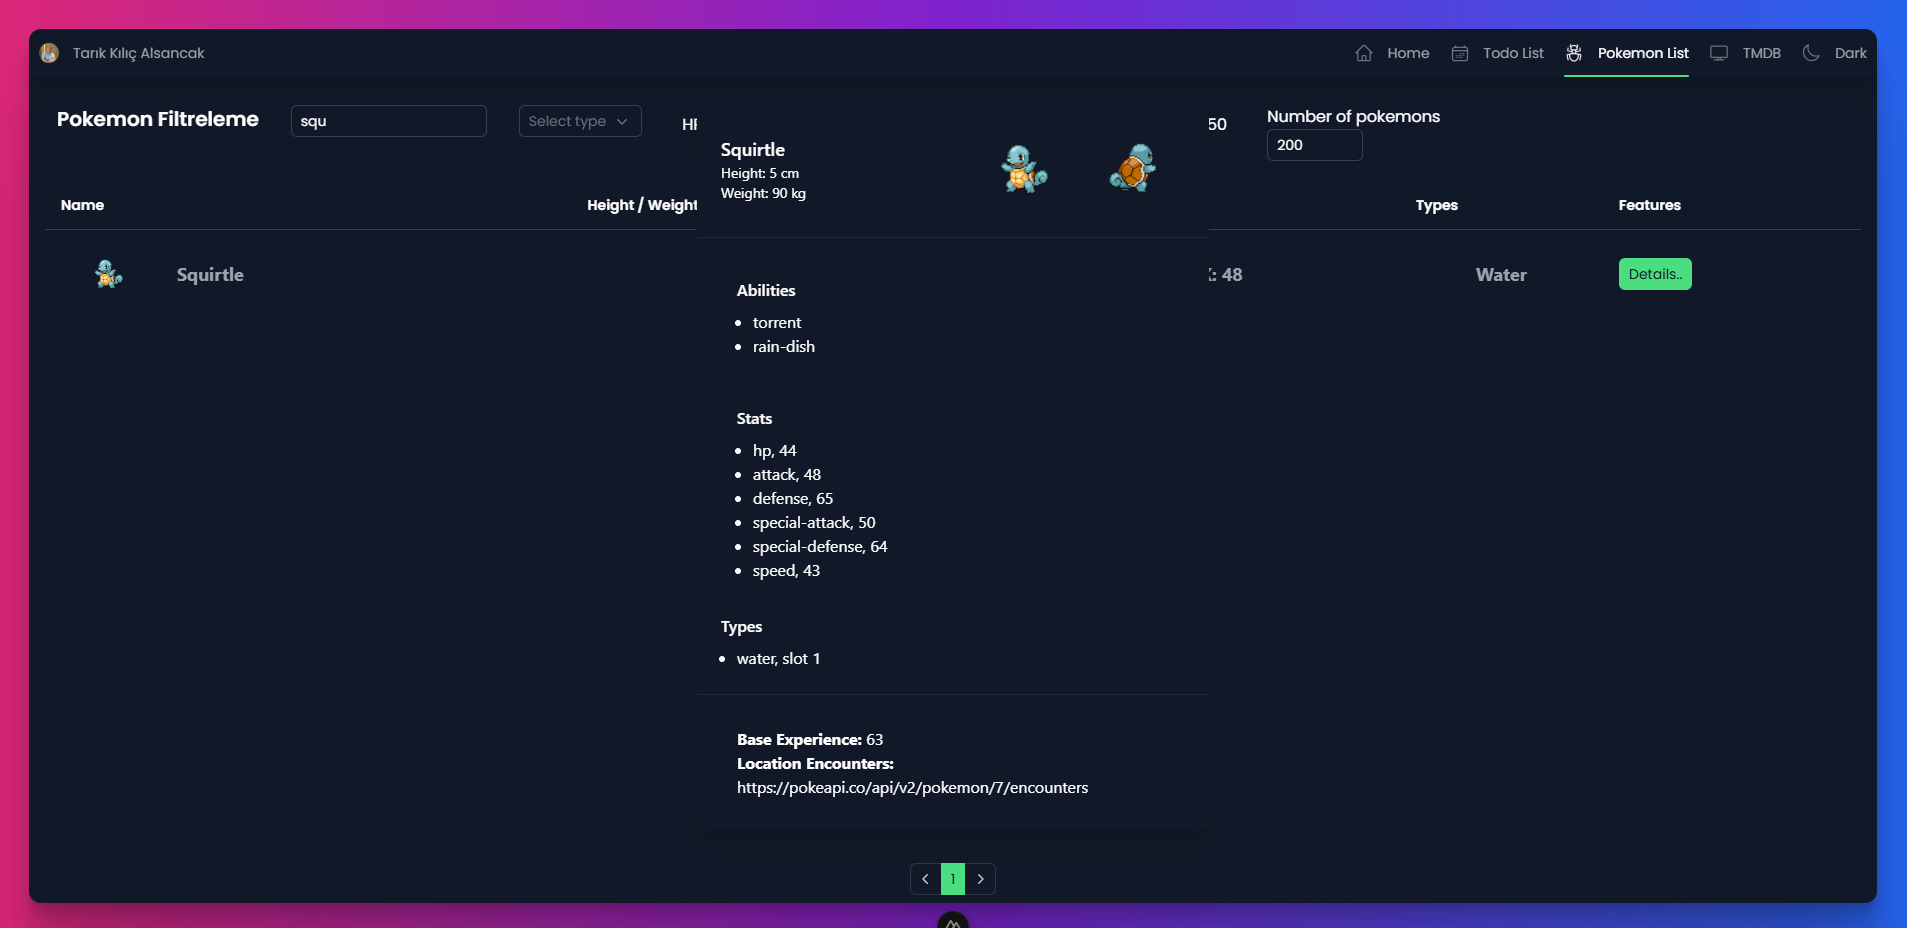 Tarık Kılıç Alsancak
Home
Todo List
Pokemon List
TMDB
Dark
Pokemon Filtreleme
squ
Select type
50
Number of pokemons
200
Name
Height / Weight
Types
Features
Squirtle
: 48
Water
Details..
Squirtle
Height: 5 cm
Weight: 90 kg
Abilities
torrent
rain-dish
Stats
hp, 44
attack, 48
defense, 65
special-attack, 50
special-defense, 64
speed, 43
Types
water, slot 1
Base Experience: 63
Location Encounters:
https://pokeapi.co/api/v2/pokemon/7/encounters
1